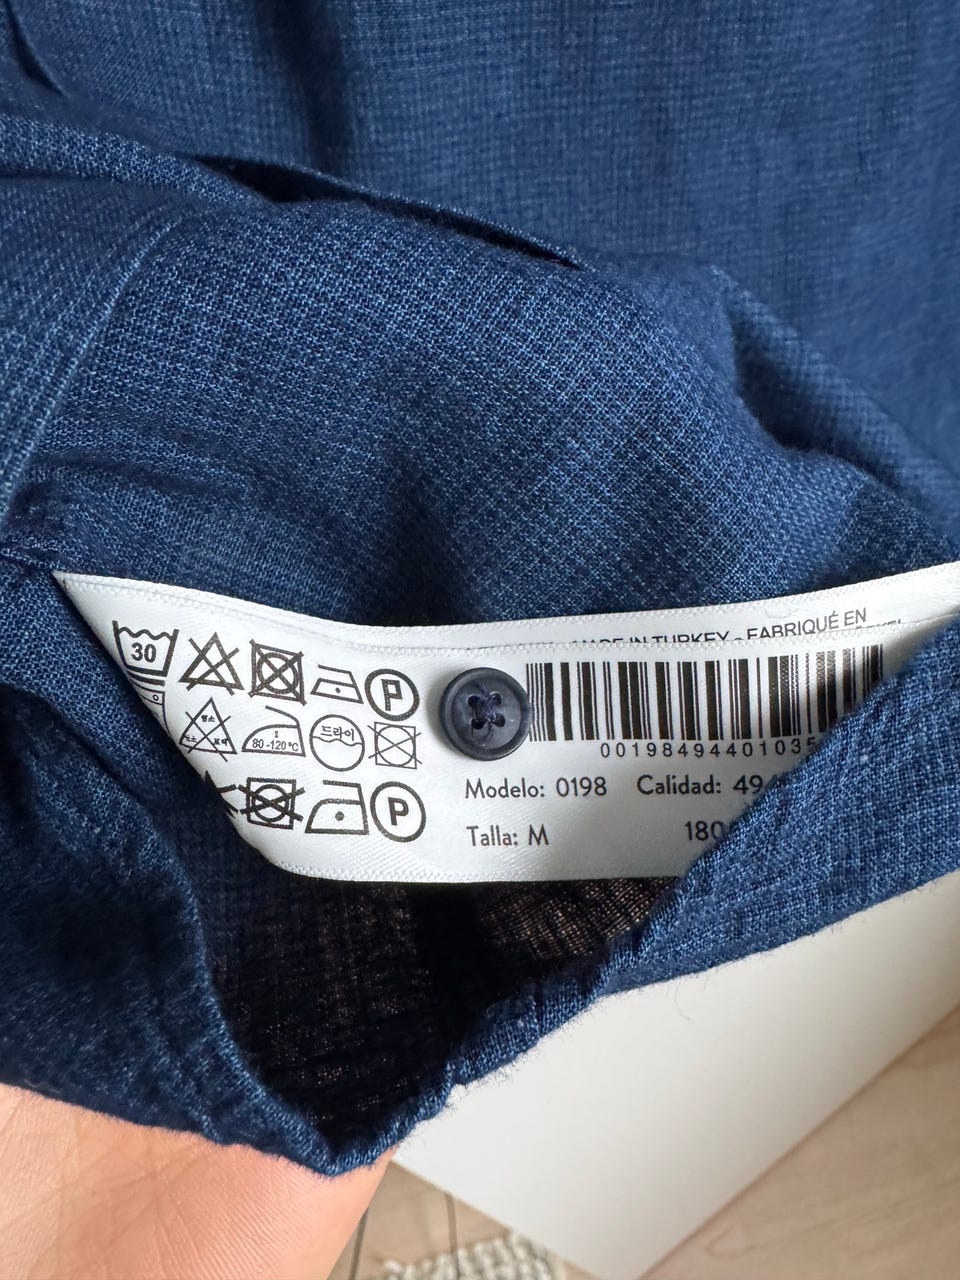 MADE IN TURKEY - FABRIQUÉ EN
30
P
80 -120°C
드라이
0019849440103
Modelo: 0198 Calidad: 494
Talla: M
180
P